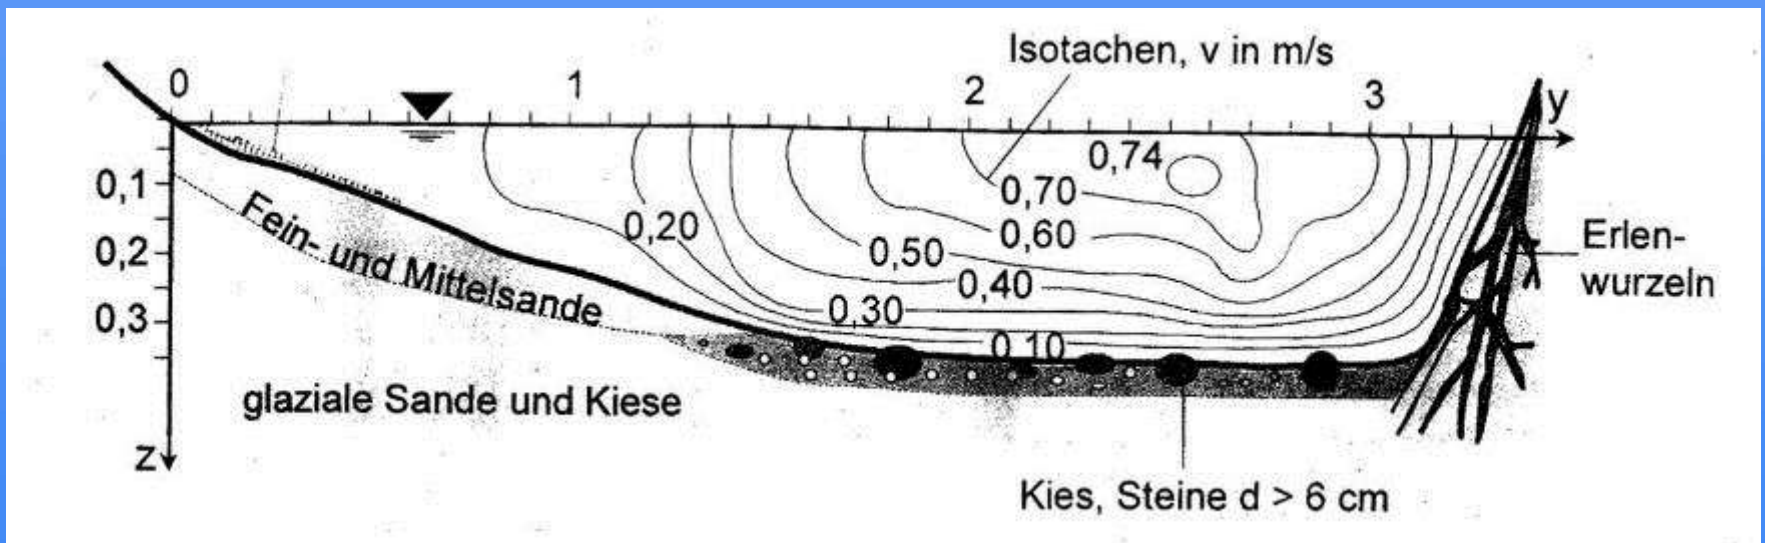 Isotachen, v in m/s
0
1
2
3
y
0,74
0,1
0,70
0,20
0,60
Fein- und Mittelsande
0,50
Erlen-
wurzeln
0,2
0,40
0,3
0,30
0,10
glaziale Sande und Kiese
z
Kies, Steine d > 6 cm